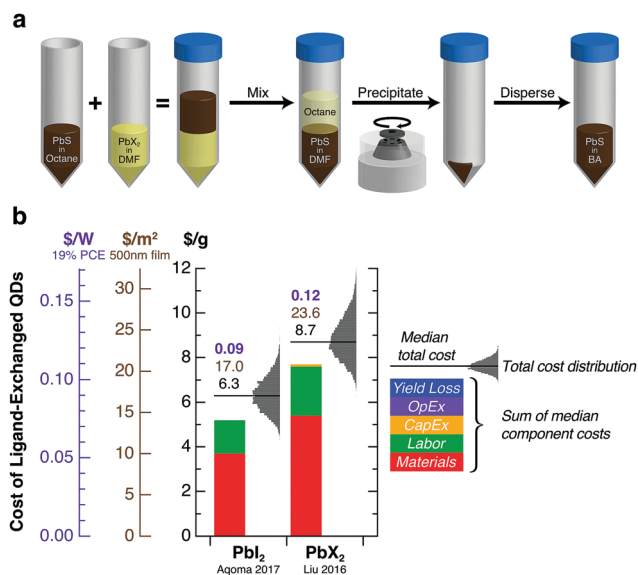 a
PbS
in
Octane
+
PbX₂
in
DMF
=
Mix
Octane
PbS
in
DMF
Precipitate
Disperse
PbS
in
BA
b
Cost of Ligand-Exchanged QDs
$/W
19% PCE
0.15
0.10
0.05
0.00
$/m²
500nm film
30
25
20
15
10
5
0
$/g
12
10
8
6
4
2
0
0.09
17.0
6.3
0.12
23.6
8.7
PbI₂
Aqoma 2017
PbX₂
Liu 2016
Median
total cost
Total cost distribution
Yield Loss
OpEx
CapEx
Labor
Materials
Sum of median
component costs